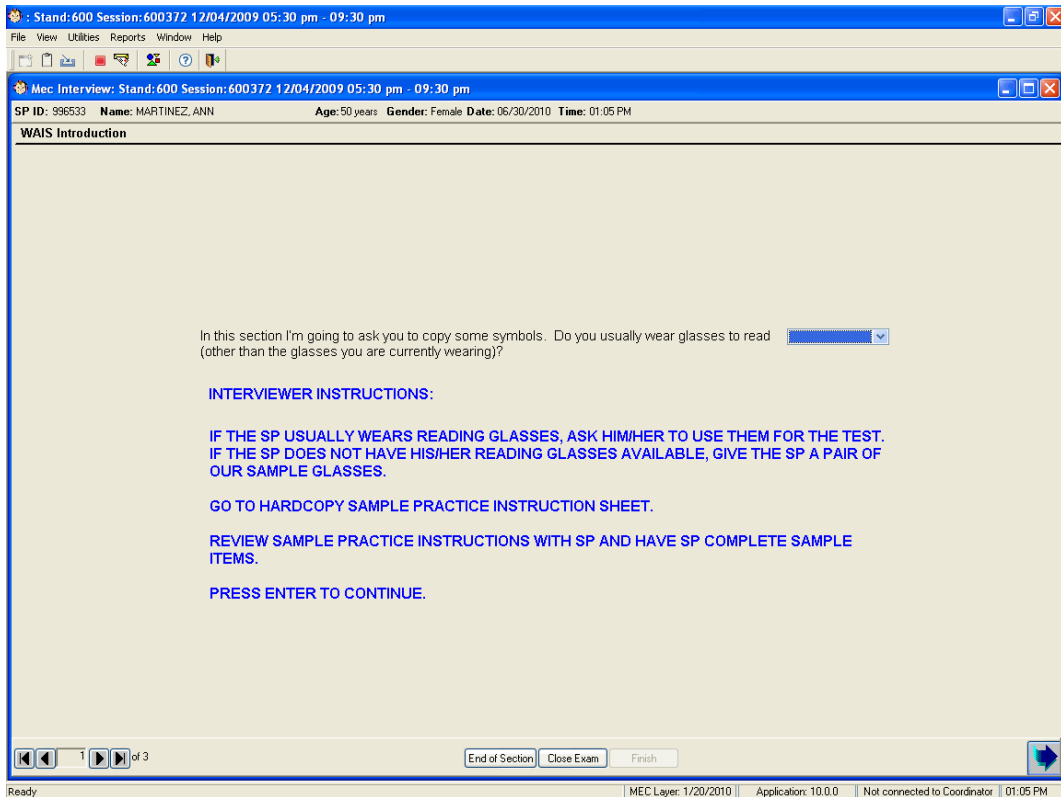 : Stand:600 Session:600372 12/04/2009 05:30 pm - 09:30 pm
File View Utilities Reports Window Help
Mec Interview: Stand:600 Session:600372 12/04/2009 05:30 pm - 09:30 pm
SP ID: 996533 Name: MARTINEZ, ANN Age: 50 years Gender: Female Date: 06/30/2010 Time: 01:05 PM
WAIS Introduction
In this section I'm going to ask you to copy some symbols. Do you usually wear glasses to read
(other than the glasses you are currently wearing)?
INTERVIEWER INSTRUCTIONS:
IF THE SP USUALLY WEARS READING GLASSES, ASK HIM/HER TO USE THEM FOR THE TEST.
IF THE SP DOES NOT HAVE HIS/HER READING GLASSES AVAILABLE, GIVE THE SP A PAIR OF
OUR SAMPLE GLASSES.
GO TO HARDCOPY SAMPLE PRACTICE INSTRUCTION SHEET.
REVIEW SAMPLE PRACTICE INSTRUCTIONS WITH SP AND HAVE SP COMPLETE SAMPLE
ITEMS.
PRESS ENTER TO CONTINUE.
1 of 3 End of Section Close Exam Finish
Ready MEC Layer: 1/20/2010 Application: 10.0.0 Not connected to Coordinator 01:05 PM